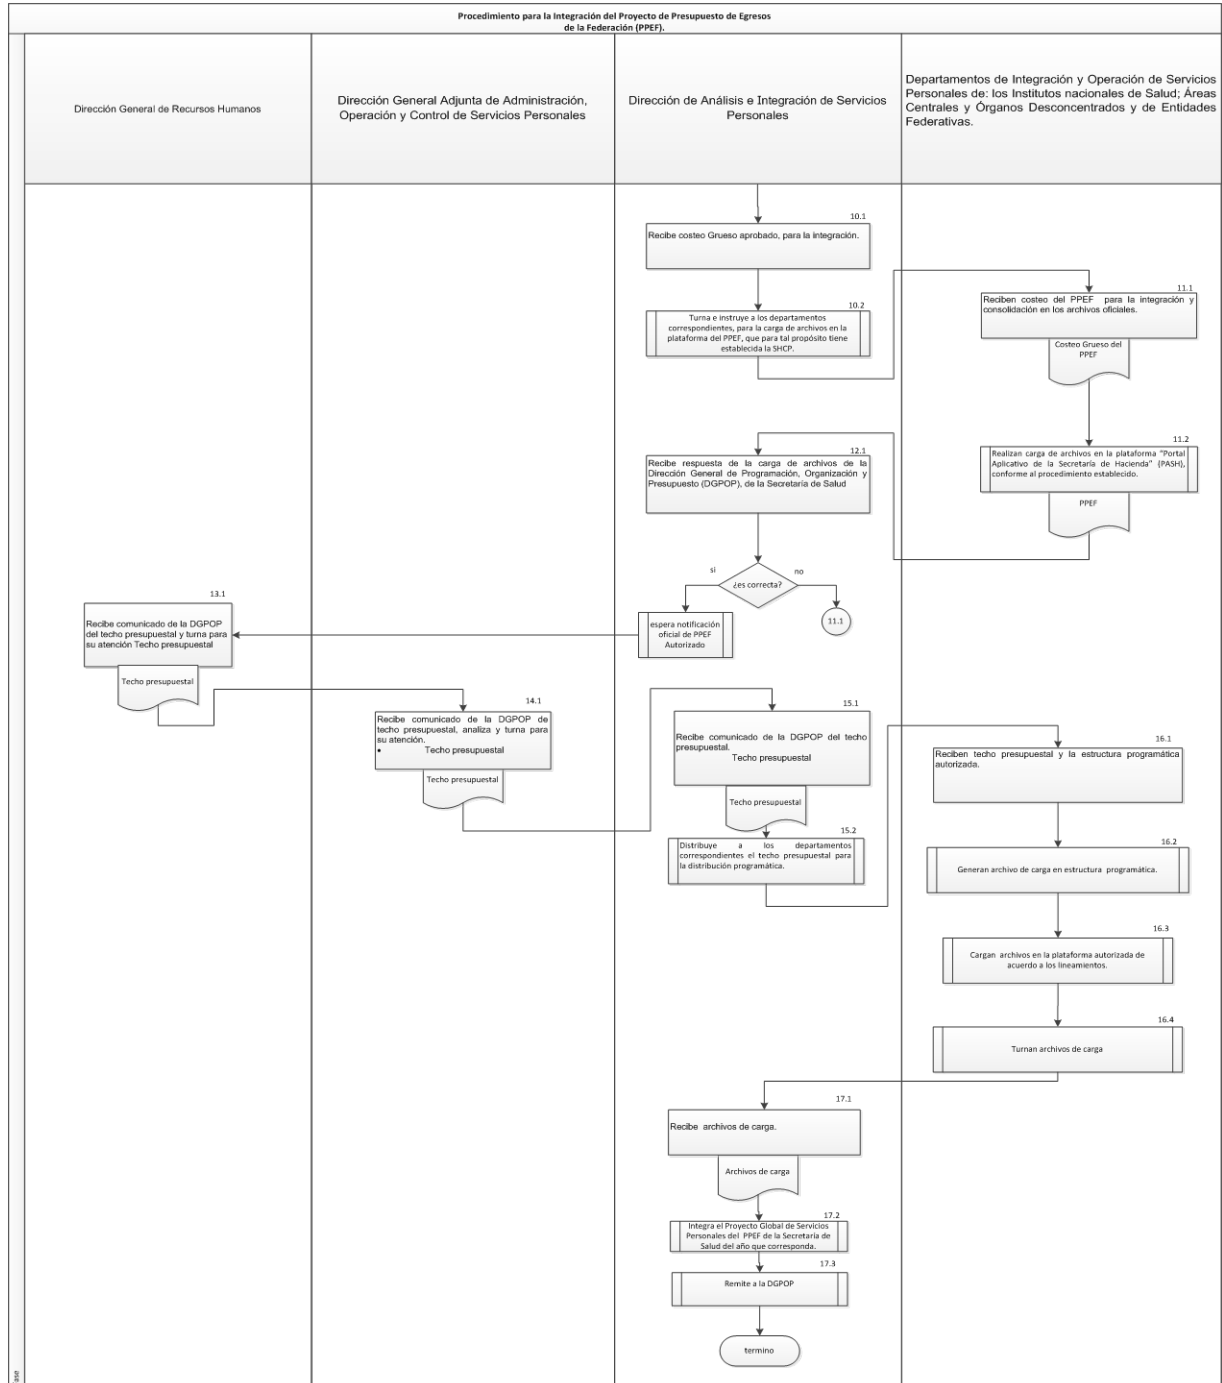 Procedimiento para la Integración del Proyecto de Presupuesto de Egresos
de la Federación (PPEF).
Dirección General de Recursos Humanos
Dirección General Adjunta de Administración,
Operación y Control de Servicios Personales
Dirección de Análisis e Integración de Servicios
Personales
Departamentos de Integración y Operación de Servicios
Personales de: los Institutos nacionales de Salud; Áreas
Centrales y Órganos Desconcentrados y de Entidades
Federativas.
10.1
Recibe costeo Grueso aprobado, para la integración.
10.2
Turna e instruye a los departamentos
correspondientes, para la carga de archivos en la
plataforma del PPEF, que para tal propósito tiene
establecida la SHCP.
11.1
Reciben costeo del PPEF para la integración y
consolidación en los archivos oficiales.
Costeo Grueso del
PPEF
11.2
Realizan carga de archivos en la plataforma "Portal
Aplicativo de la Secretaría de Hacienda" (PASH),
conforme al procedimiento establecido.
PPEF
12.1
Recibe respuesta de la carga de archivos de la
Dirección General de Programación, Organización y
Presupuesto (DGPOP), de la Secretaría de Salud
¿es correcta?
si
no
11.1
espera notificación
oficial de PPEF
Autorizado
13.1
Recibe comunicado de la DGPOP
del techo presupuestal y turna para
su atención Techo presupuestal
Techo presupuestal
14.1
Recibe comunicado de la DGPOP de
techo presupuestal, analiza y turna para
su atención.
• Techo presupuestal
Techo presupuestal
15.1
Recibe comunicado de la DGPOP del techo
presupuestal.
Techo presupuestal
Techo presupuestal
15.2
Distribuye a los departamentos
correspondientes el techo presupuestal para
la distribución programática.
16.1
Reciben techo presupuestal y la estructura programática
autorizada.
16.2
Generan archivo de carga en estructura programática.
16.3
Cargan archivos en la plataforma autorizada de
acuerdo a los lineamientos.
16.4
Turnan archivos de carga
17.1
Recibe archivos de carga.
Archivos de carga
17.2
Integra el Proyecto Global de Servicios
Personales del PPEF de la Secretaría de
Salud del año que corresponda.
17.3
Remite a la DGPOP
termino